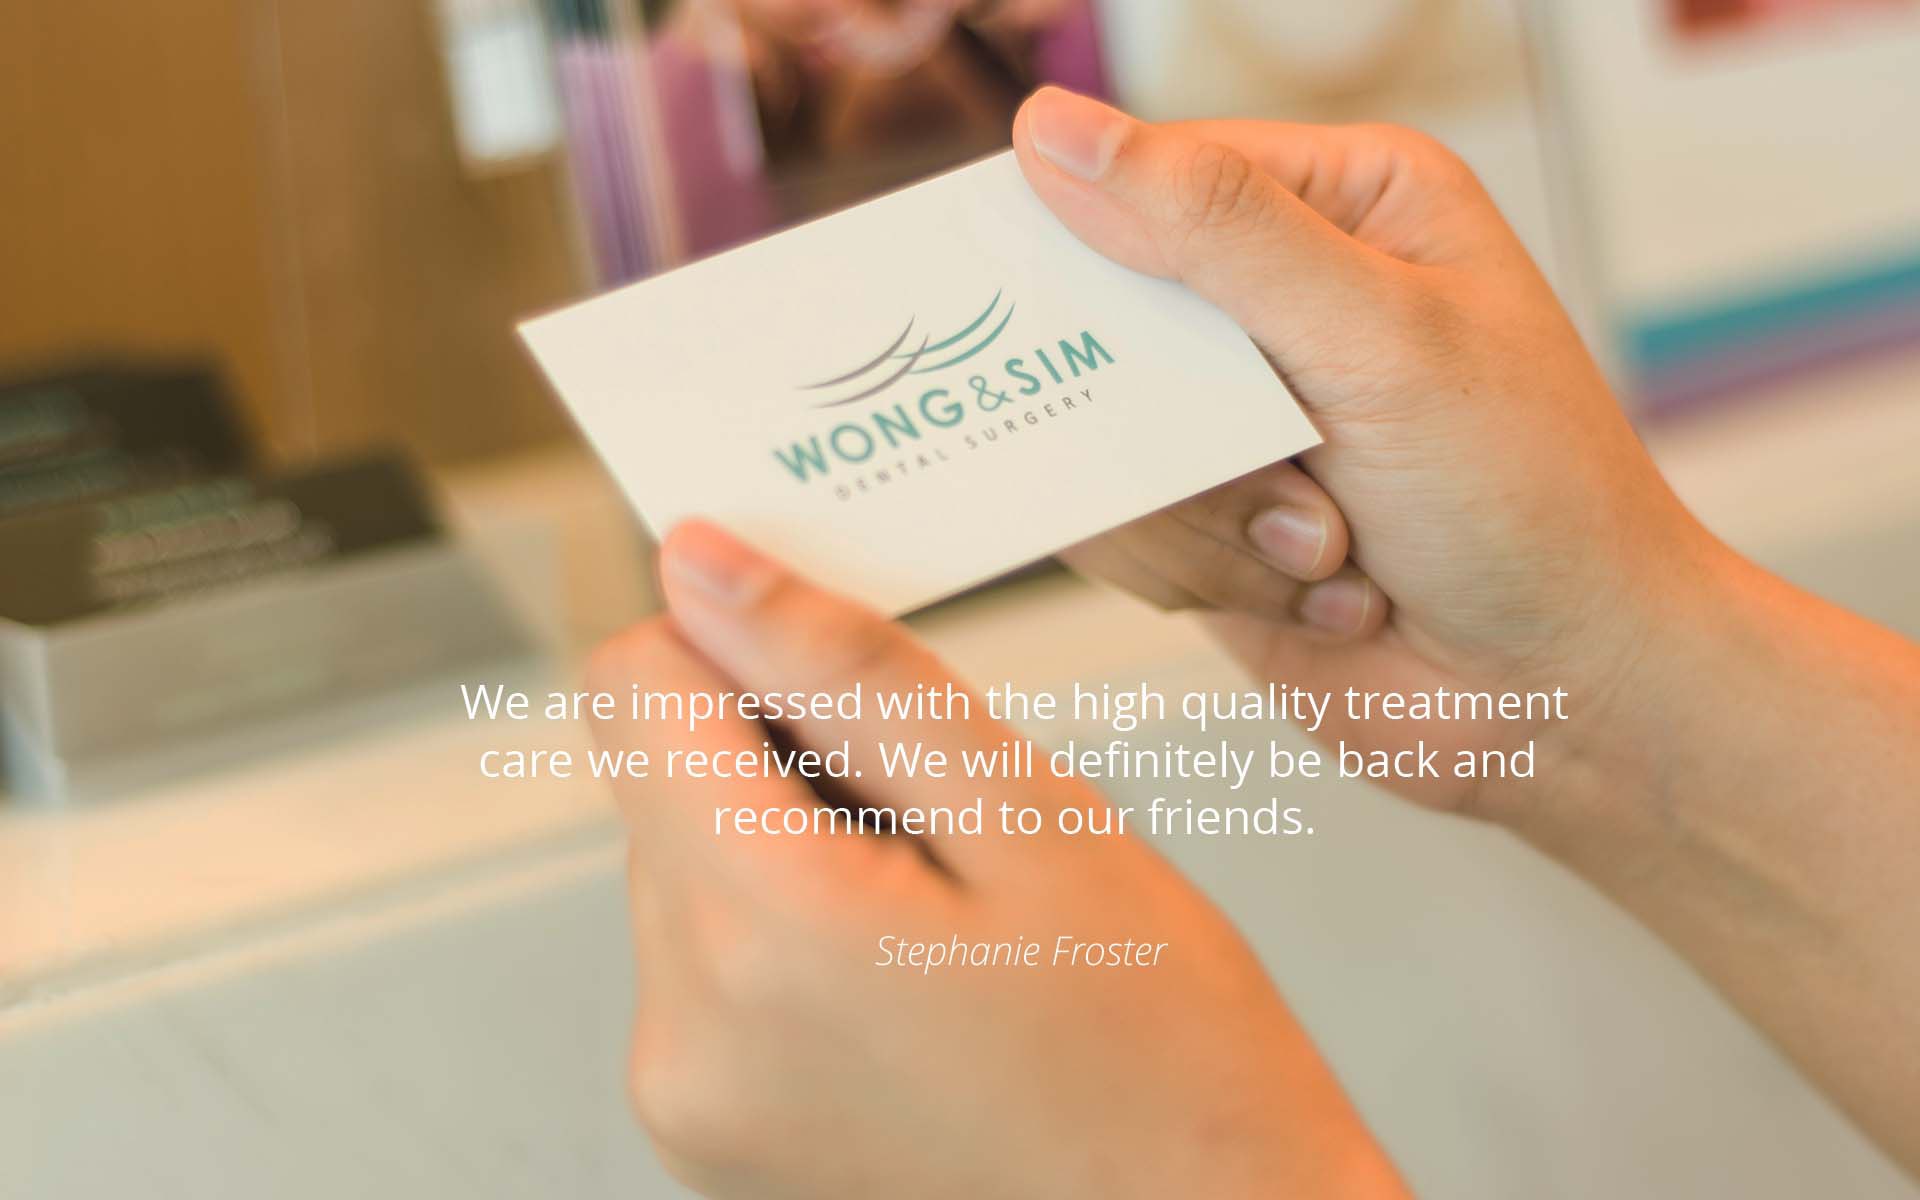 WONG & SIM
DENTAL SURGERY
We are impressed with the high quality treatment
care we received. We will definitely be back and
recommend to our friends.
Stephanie Froster